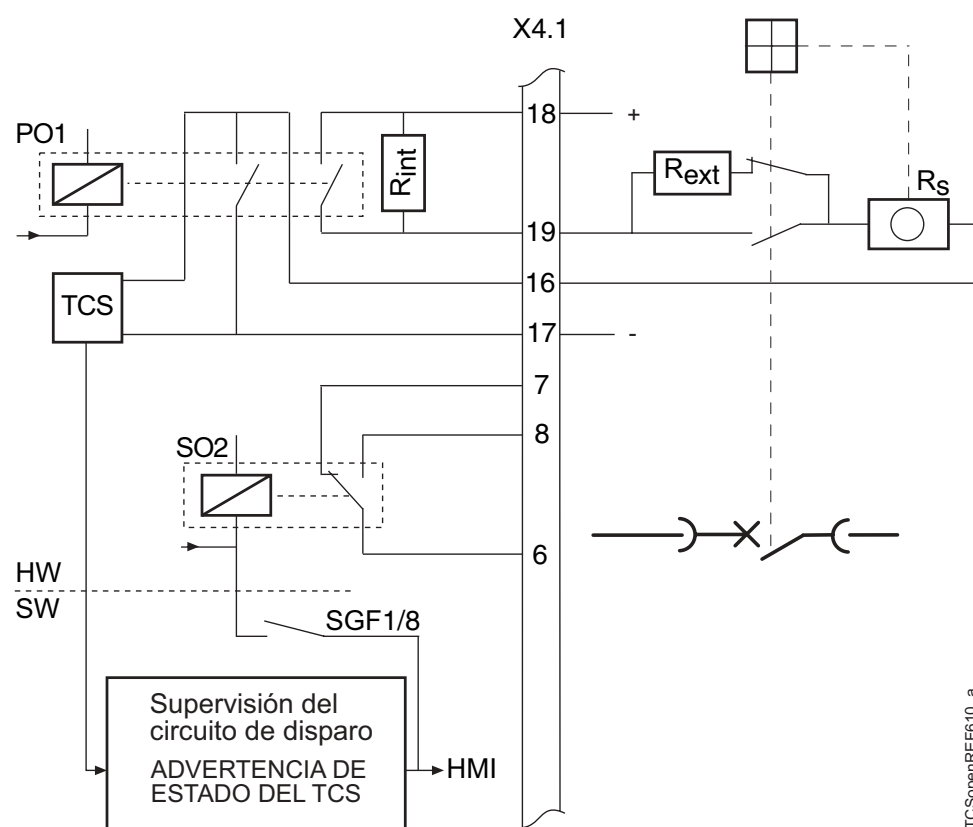 X4.1
18
+
PO1
Rint
Rext
Rs
19
16
TCS
17
-
7
8
SO2
6
HW
SW
SGF1/8
Supervisión del
circuito de disparo
ADVERTENCIA DE
ESTADO DEL TCS
HMI
TCSopenREF610_a